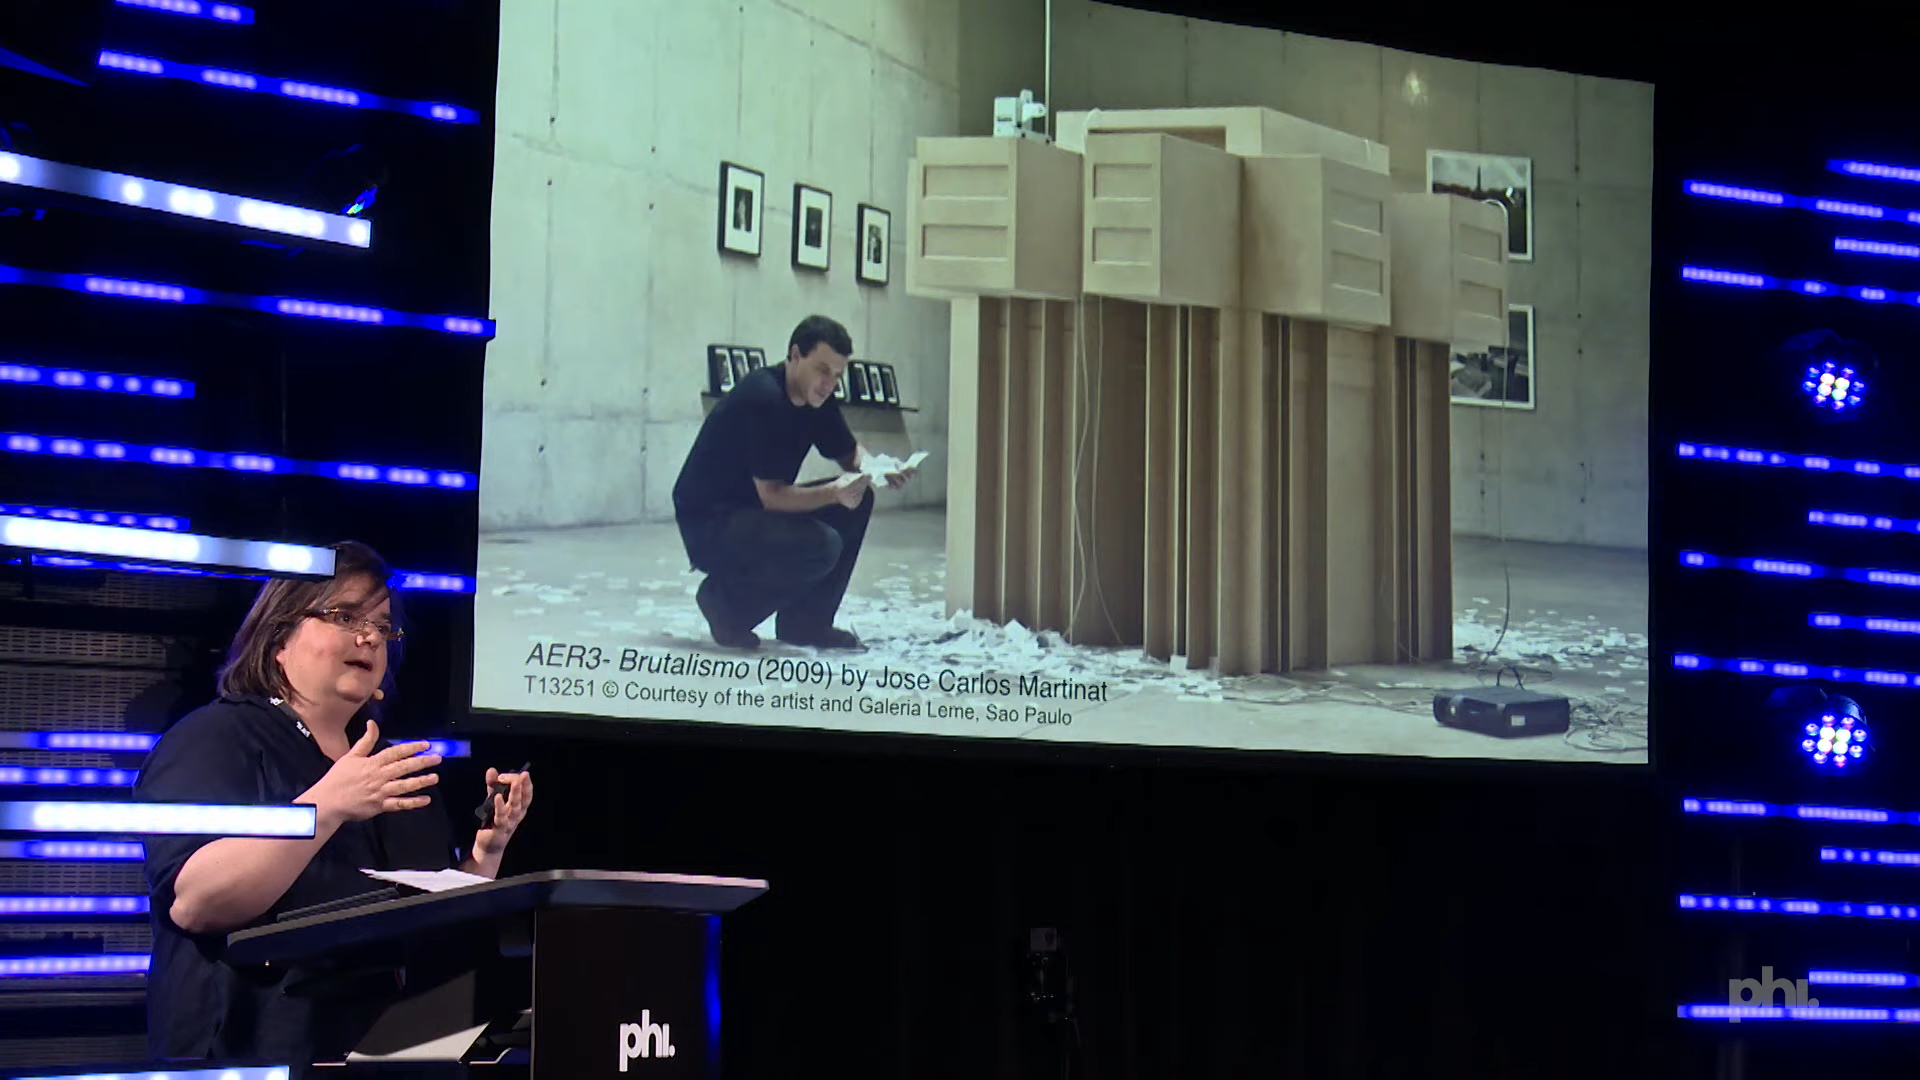 AER3- Brutalismo (2009) by Jose Carlos Martinat
T13251 © Courtesy of the artist and Galeria Leme, Sao Paulo
phi.
phi.